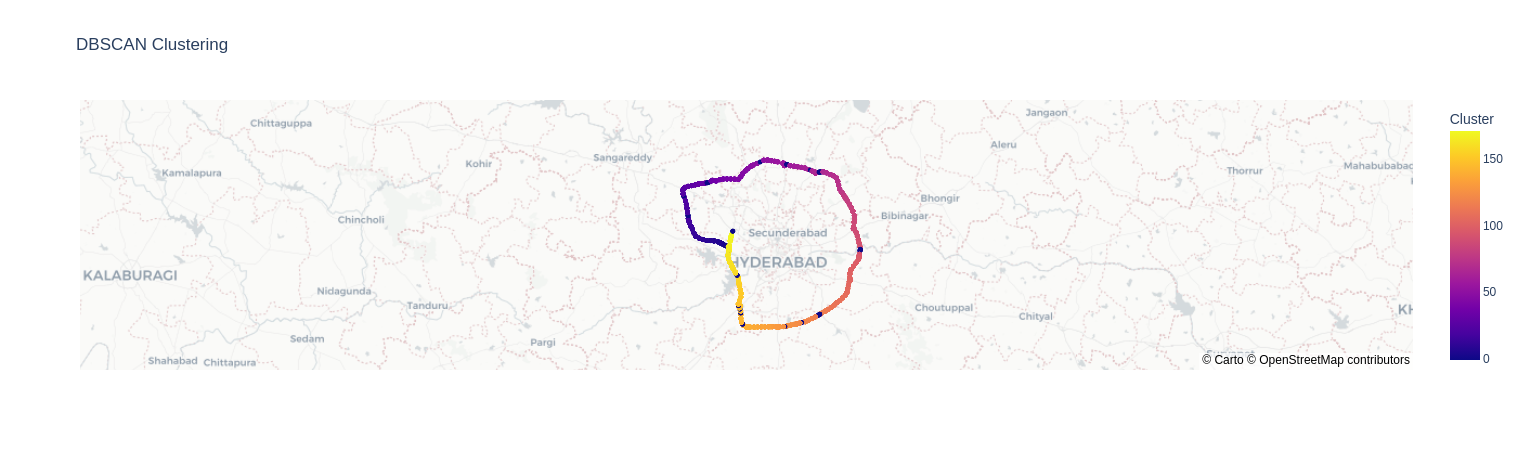 DBSCAN Clustering
Chittaguppa
Jangaon
Cluster
Aleru
150
Kohir
Sangareddy
Mahabubabad
Kamalapura
Thorrur
Bhongir
Chincholi
Bibinagar
100
Secunderabad
HYDERABAD
KALABURAGI
Nidagunda
50
Tanduru
Choutuppal
KH
Chityal
Sedam
Pargi
Shahabad
Chittapura
0
© Carto © OpenStreetMap contributors